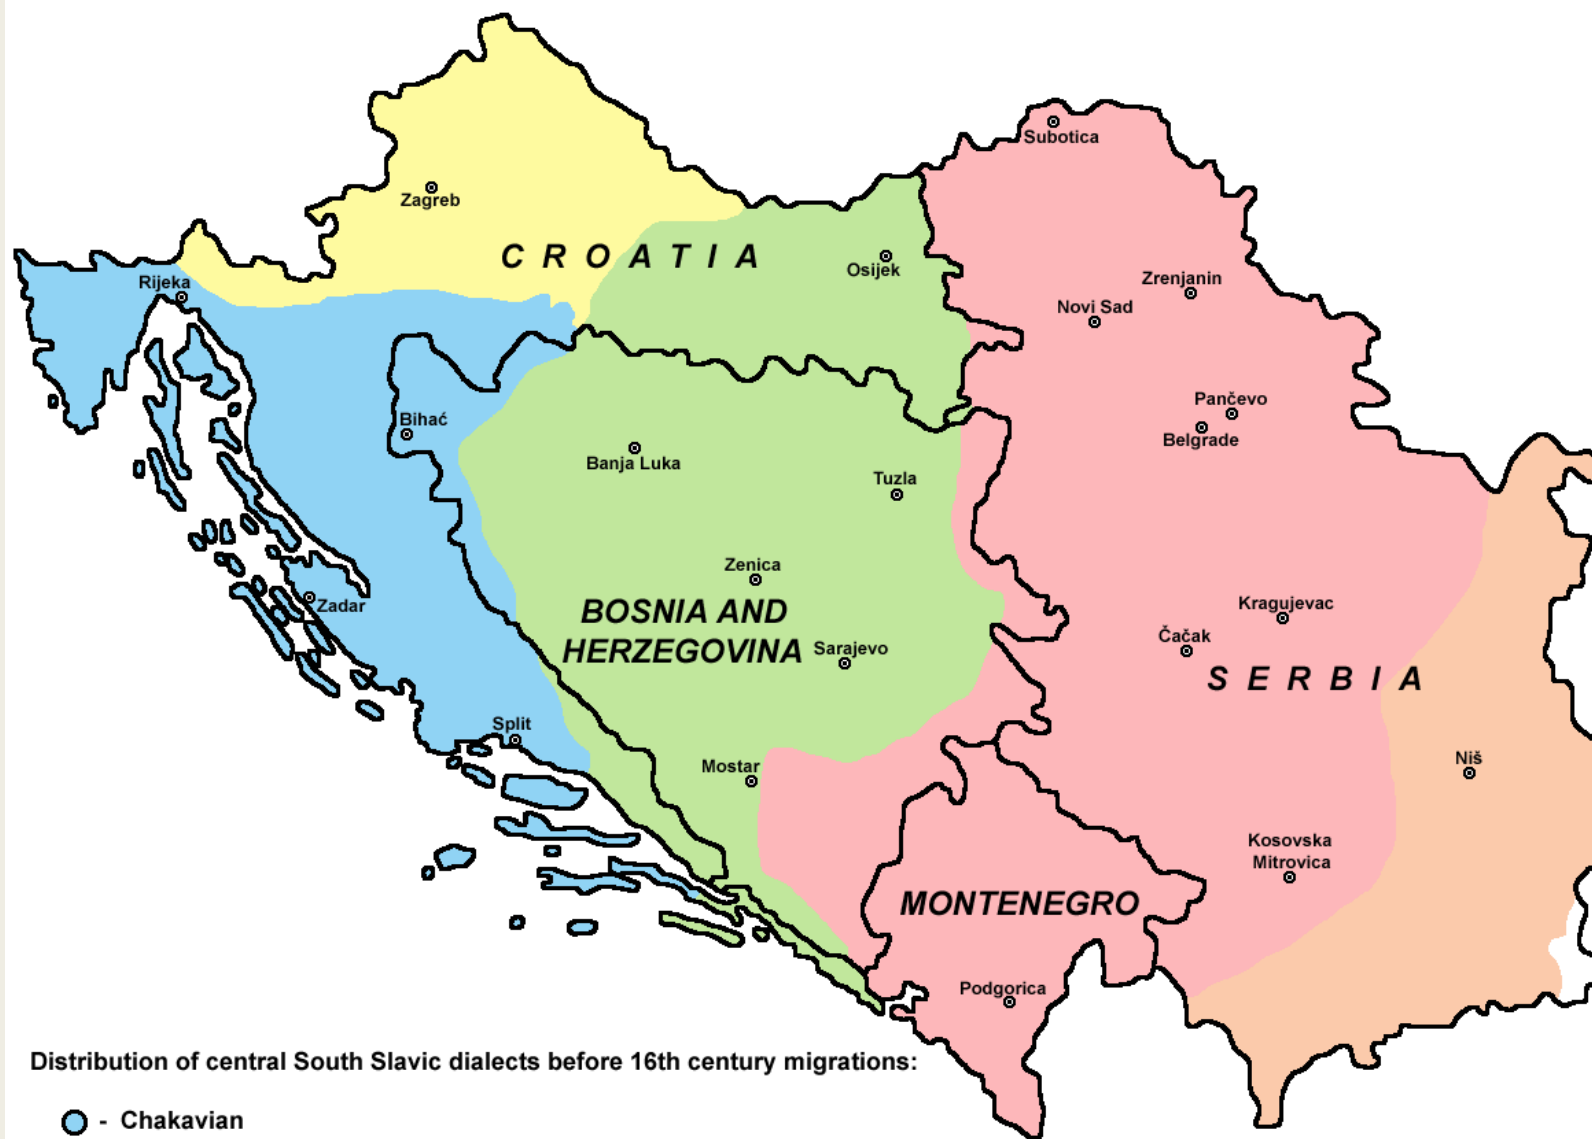 Subotica
Zagreb
CROATIA
Osijek
Rijeka
Zrenjanin
Novi Sad
Pančevo
Belgrade
Bihać
Banja Luka
Tuzla
Zenica
Zadar
BOSNIA AND
HERZEGOVINA
Sarajevo
Kragujevac
Čačak
SERBIA
Split
Mostar
Niš
Kosovska
Mitrovica
MONTENEGRO
Podgorica
Distribution of central South Slavic dialects before 16th century migrations:
- Chakavian